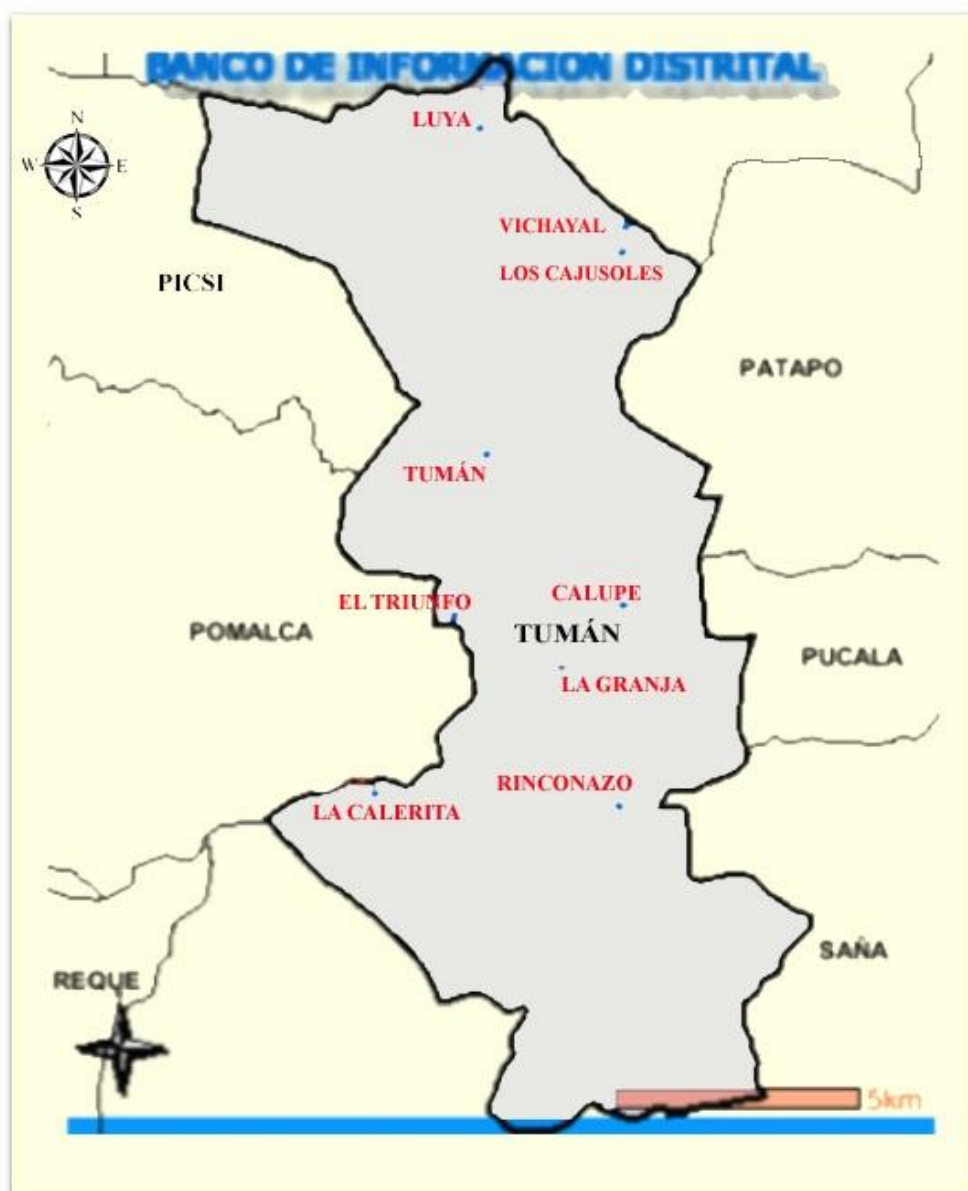 BANCO DE INFORMACION DISTRITAL
LUYA
N
W E
S
VICHAYAL
LOS CAJUSOLES
PICSI
PATAPO
TUMÁN
EL TRIUNFO
CALUPE
POMALCA
TUMÁN
PUCALA
LA GRANJA
RINCONAZO
LA CALERITA
SAÑA
REQUE
5km